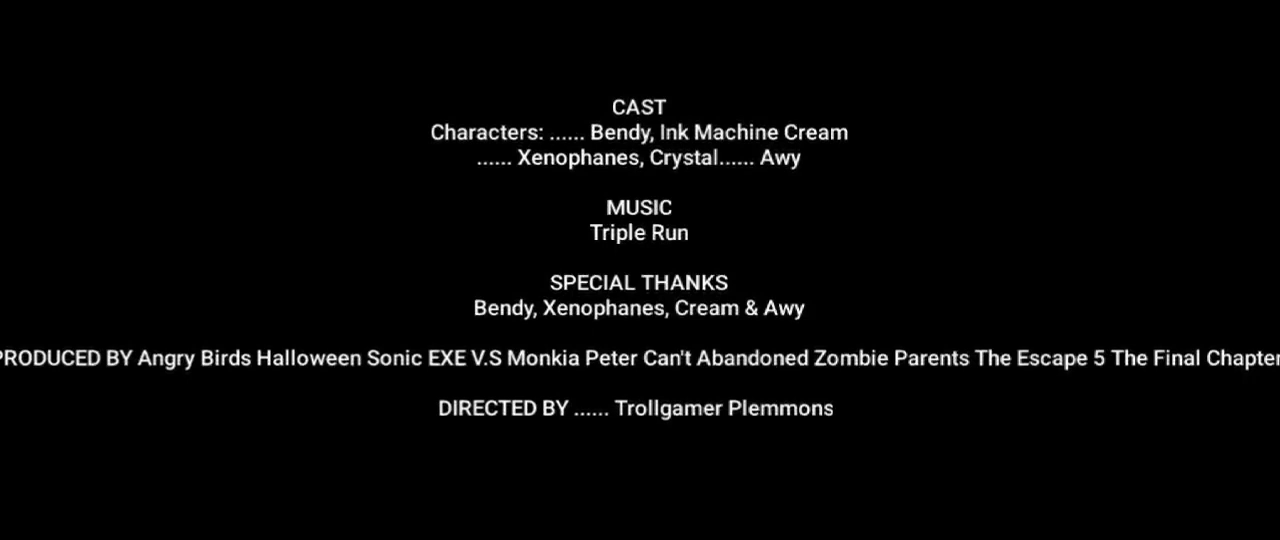 CAST
Characters: ...... Bendy, Ink Machine Cream
...... Xenophanes, Crystal...... Awy
MUSIC
Triple Run
SPECIAL THANKS
Bendy, Xenophanes, Cream & Awy
PRODUCED BY Angry Birds Halloween Sonic EXE V.S Monkia Peter Can't Abandoned Zombie Parents The Escape 5 The Final Chapter
DIRECTED BY ...... Trollgamer Plemmons